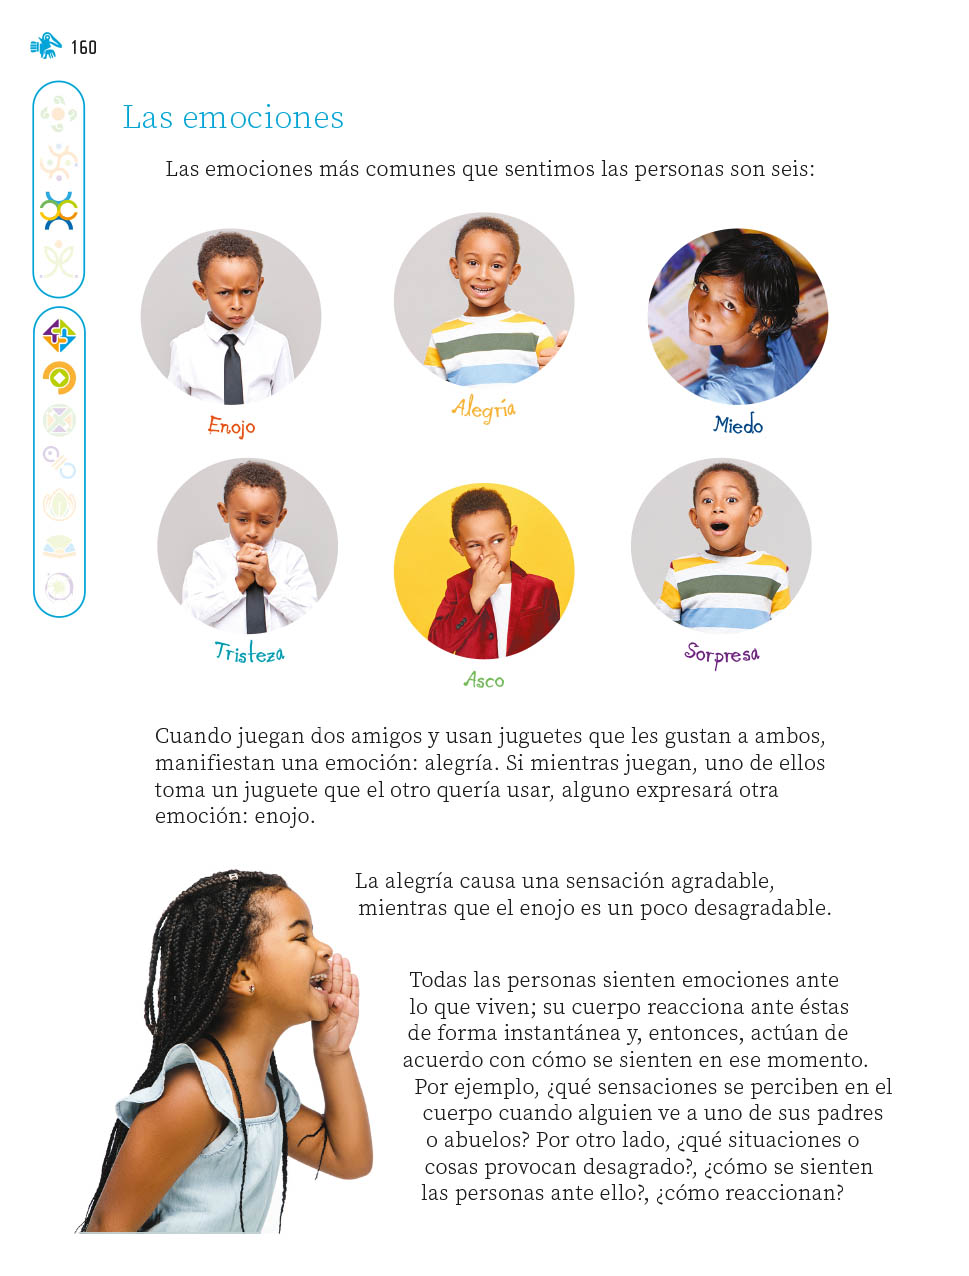 160
Las emociones
Las emociones más comunes que sentimos las personas son seis:
Enojo
Alegría
Miedo
Tristeza
Asco
Sorpresa
Cuando juegan dos amigos y usan juguetes que les gustan a ambos,
manifiestan una emoción: alegría. Si mientras juegan, uno de ellos
toma un juguete que el otro quería usar, alguno expresará otra
emoción: enojo.
La alegría causa una sensación agradable,
mientras que el enojo es un poco desagradable.
Todas las personas sienten emociones ante
lo que viven; su cuerpo reacciona ante éstas
de forma instantánea y, entonces, actúan de
acuerdo con cómo se sienten en ese momento.
Por ejemplo, ¿qué sensaciones se perciben en el
cuerpo cuando alguien ve a uno de sus padres
o abuelos? Por otro lado, ¿qué situaciones o
cosas provocan desagrado?, ¿cómo se sienten
las personas ante ello?, ¿cómo reaccionan?